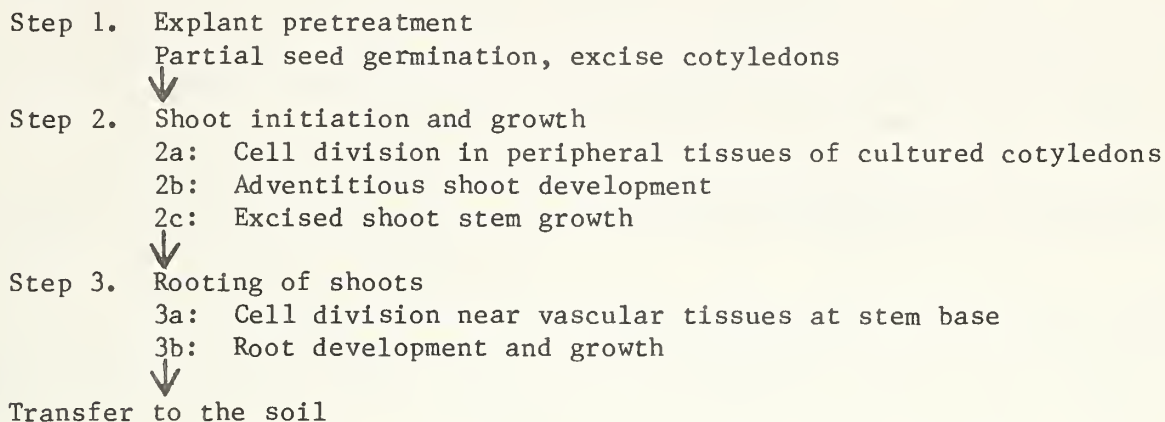 Step 1. Explant pretreatment
Partial seed germination, excise cotyledons
Step 2. Shoot initiation and growth
2a: Cell division in peripheral tissues of cultured cotyledons
2b: Adventitious shoot development
2c: Excised shoot stem growth
Step 3. Rooting of shoots
3a: Cell division near vascular tissues at stem base
3b: Root development and growth
Transfer to the soil